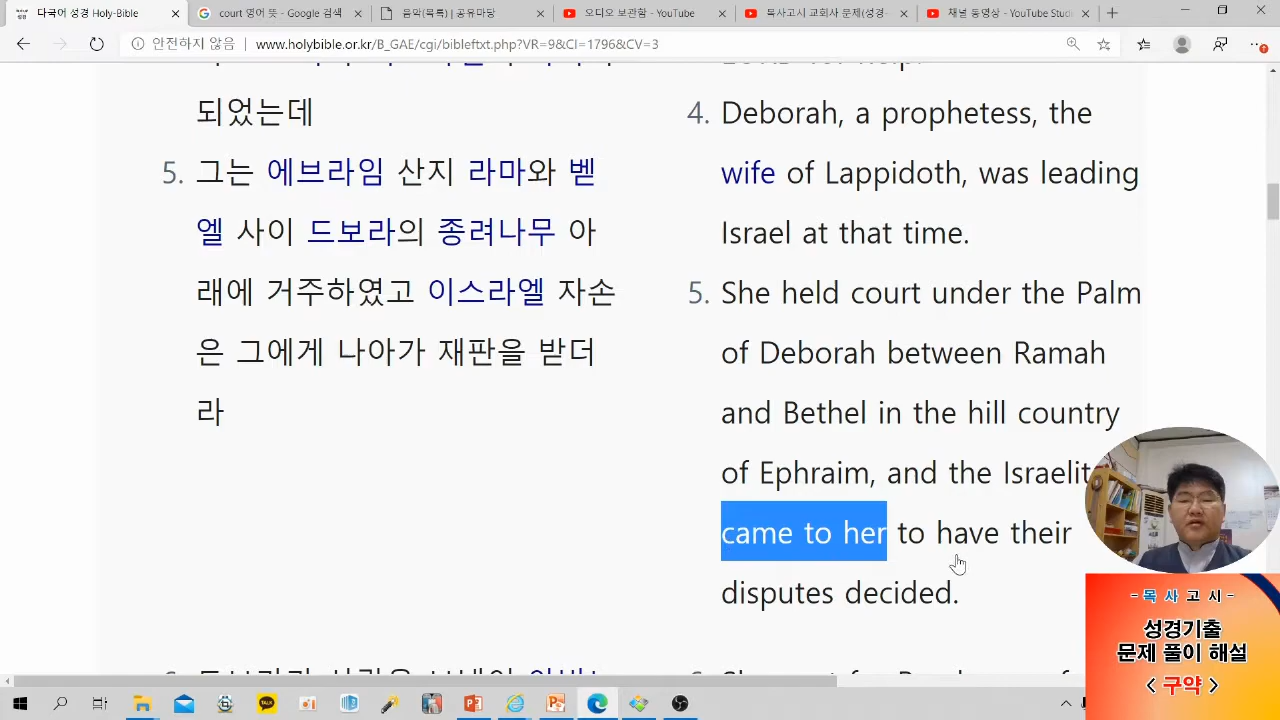 다국어 성경 Holy-Bible
court 영어 뜻 - Google 검색
음악(목록) | 공유마당
오디오 보관함 - YouTube
목사고시 교회사 문제(성경-
채널 동영상 - YouTube Studi
안전하지 않음
www.holybible.or.kr/B_GAE/cgi/bibleftxt.php?VR=9&CI=1796&CV=3
되었는데
5. 그는 에브라임 산지 라마와 벧
엘 사이 드보라의 종려나무 아
래에 거주하였고 이스라엘 자손
은 그에게 나아가 재판을 받더
라
4. Deborah, a prophetess, the
wife of Lappidoth, was leading
Israel at that time.
5. She held court under the Palm
of Deborah between Ramah
and Bethel in the hill country
of Ephraim, and the
came to her to have their
disputes decided.
- 목사 고시 -
성경기출
문제 풀이 해설
< 구약 >